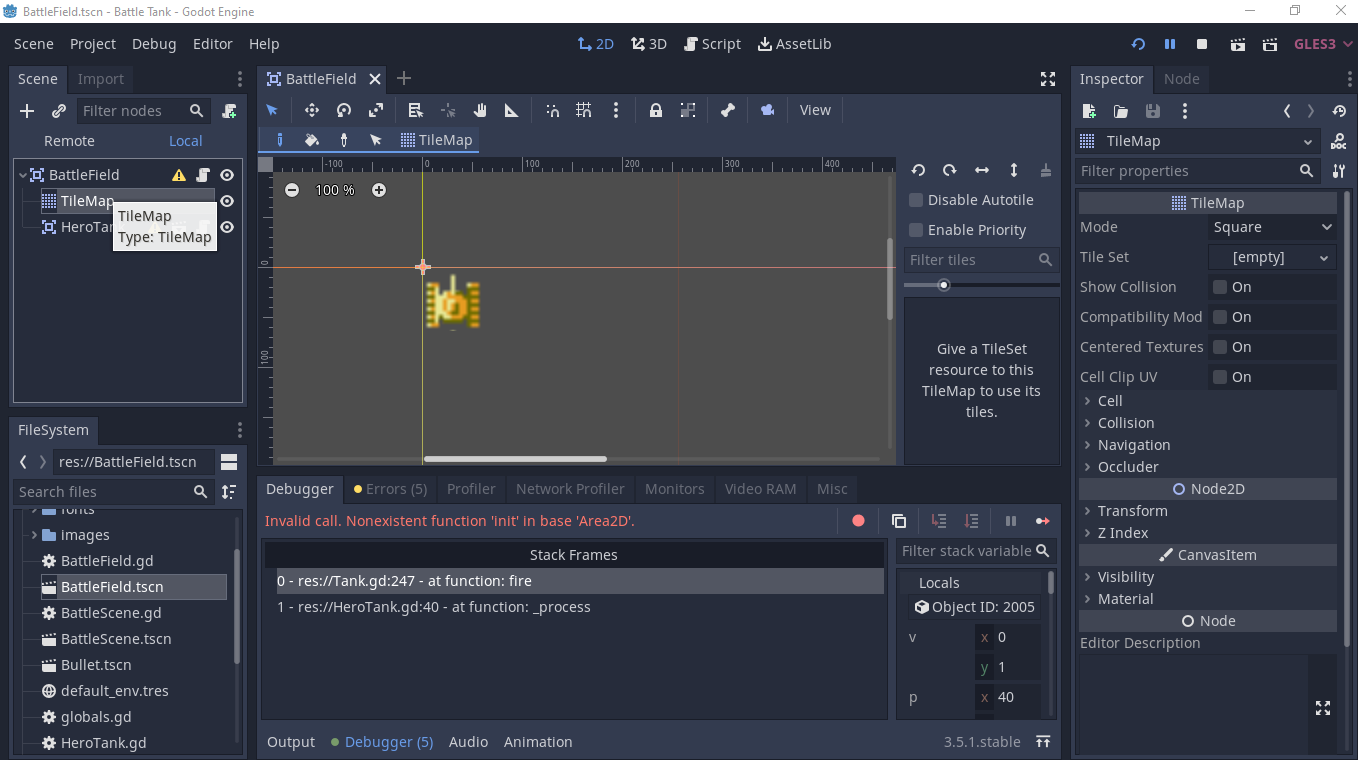 BattleField.tscn - Battle Tank - Godot Engine
Scene Project Debug Editor Help
2D 3D Script AssetLib
GLES3
Scene Import
Filter nodes
Remote Local
BattleField
TileMap
HeroTan
TileMap
Type: TileMap
FileSystem
res://BattleField.tscn
Search files
fonts
images
BattleField.gd
BattleField.tscn
BattleScene.gd
BattleScene.tscn
Bullet.tscn
default_env.tres
globals.gd
HeroTank.gd
BattleField
View
TileMap
-100 0 100 200 300 400
100 %
0
100
Disable Autotile
Enable Priority
Filter tiles
Give a TileSet
resource to this
TileMap to use its
tiles.
Debugger Errors (5) Profiler Network Profiler Monitors Video RAM Misc
Invalid call. Nonexistent function 'init' in base 'Area2D'.
Stack Frames
0 - res://Tank.gd:247 - at function: fire
1 - res://HeroTank.gd:40 - at function: _process
Filter stack variable
Locals
Object ID: 2005
v x 0
y 1
p x 40
Output Debugger (5) Audio Animation
3.5.1.stable
Inspector Node
TileMap
DOC
Filter properties
TileMap
Mode Square
Tile Set [empty]
Show Collision On
Compatibility Mod On
Centered Textures On
Cell Clip UV On
Cell
Collision
Navigation
Occluder
Node2D
Transform
Z Index
CanvasItem
Visibility
Material
Node
Editor Description